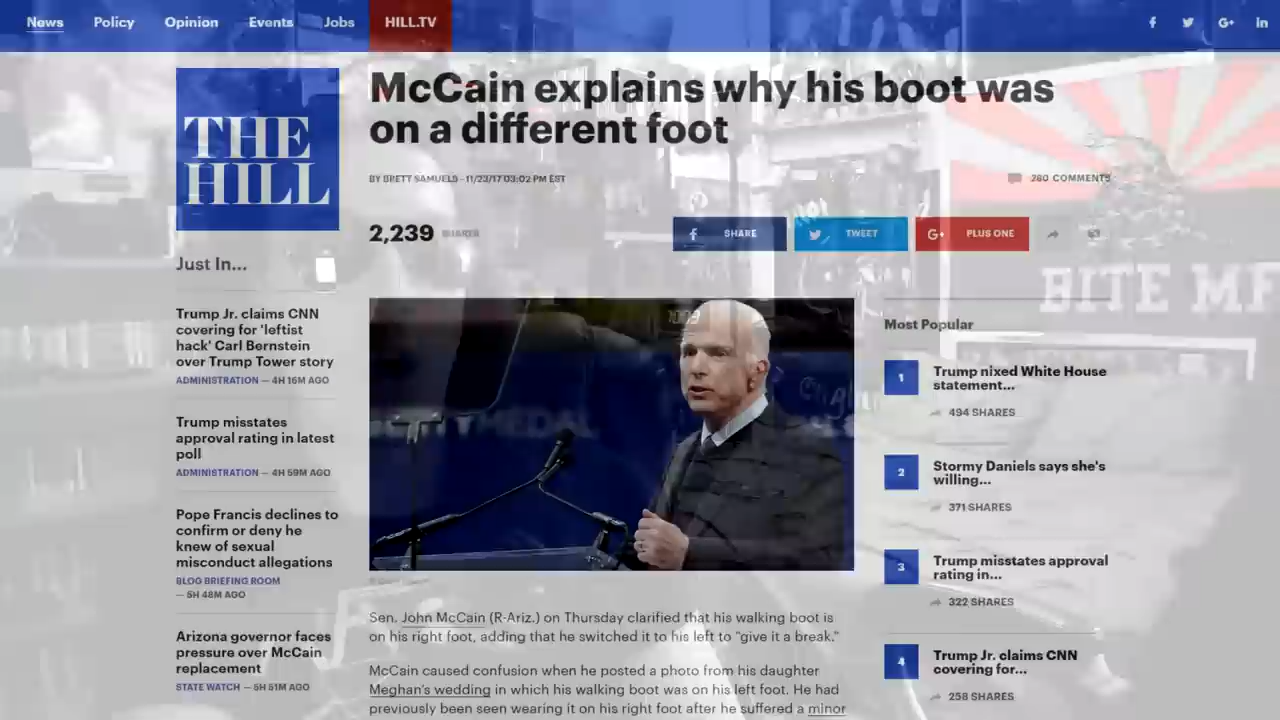 News Policy Opinion Events Jobs HILL.TV
McCain explains why his boot was
on a different foot
THE
HILL
BY BRETT SAMUELS - 11/23/17 03:02 PM EST
280 COMMENTS
2,239 SHARES
SHARE
TWEET
G+ PLUS ONE
Just In...
Trump Jr. claims CNN
covering for 'leftist
hack' Carl Bernstein
over Trump Tower story
ADMINISTRATION — 4H 16M AGO
Trump misstates
approval rating in latest
poll
ADMINISTRATION — 4H 59M AGO
Pope Francis declines to
confirm or deny he
knew of sexual
misconduct allegations
BLOG BRIEFING ROOM
— 5H 48M AGO
Arizona governor faces
pressure over McCain
replacement
STATE WATCH — 5H 51M AGO
MEDAL
Sen. John McCain (R-Ariz.) on Thursday clarified that his walking boot is
on his right foot, adding that he switched it to his left to "give it a break."
McCain caused confusion when he posted a photo from his daughter
Meghan's wedding in which his walking boot was on his left foot. He had
previously been seen wearing it on his right foot after he suffered a minor
BITE MF
Most Popular
1 Trump nixed White House
statement...
494 SHARES
2 Stormy Daniels says she's
willing...
371 SHARES
3 Trump misstates approval
rating in...
322 SHARES
4 Trump Jr. claims CNN
covering for...
258 SHARES